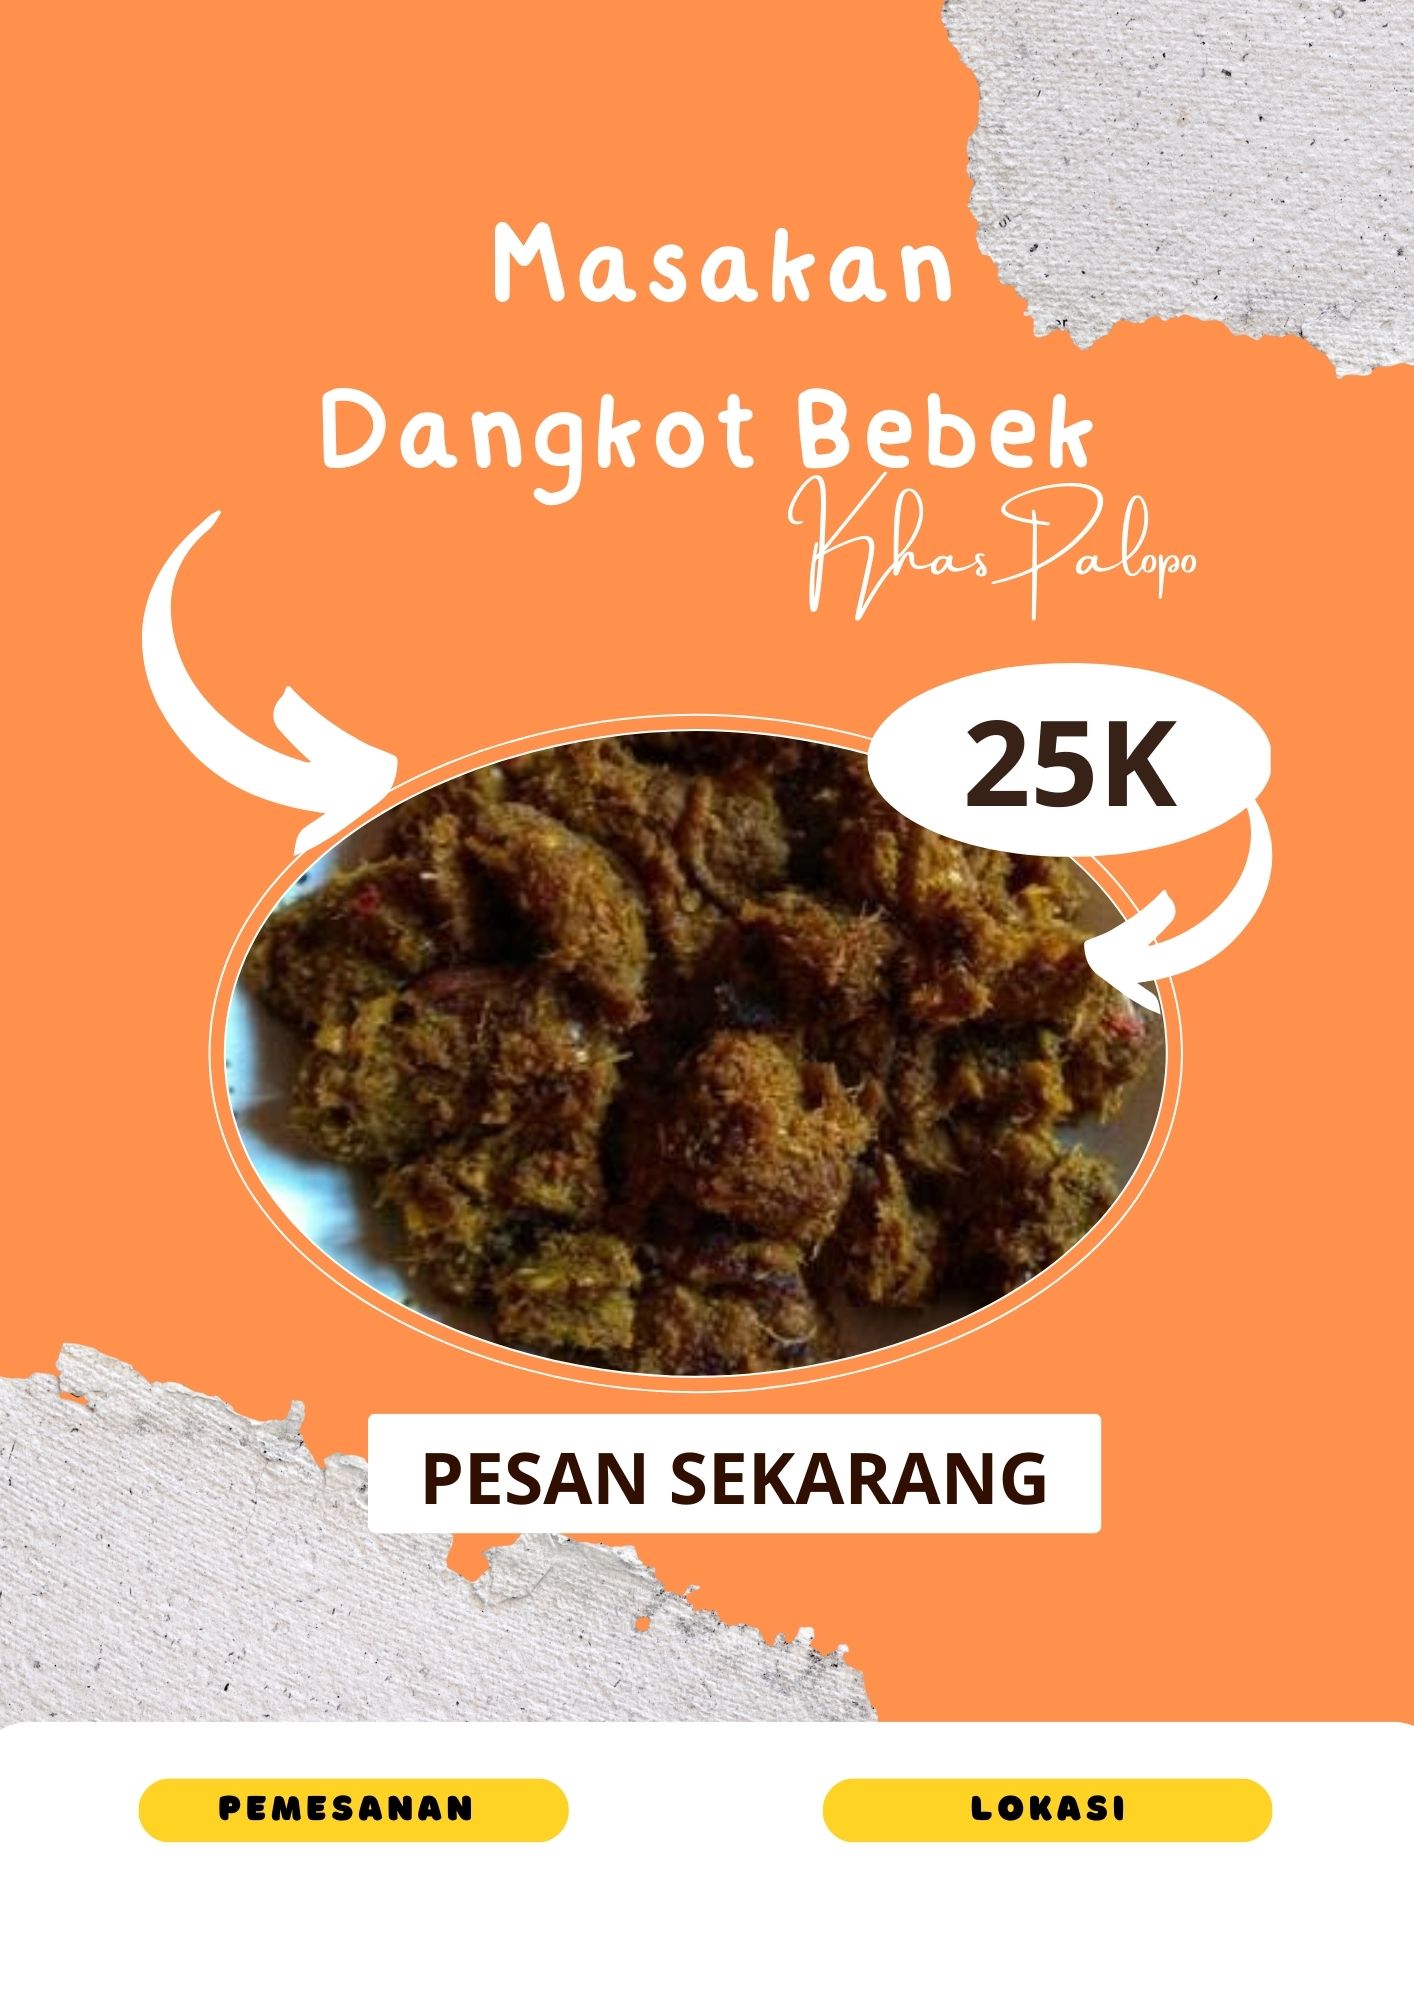 Masakan
Dangkot Bebek
Khas Palopo
25K
PESAN SEKARANG
PEMESANAN
LOKASI